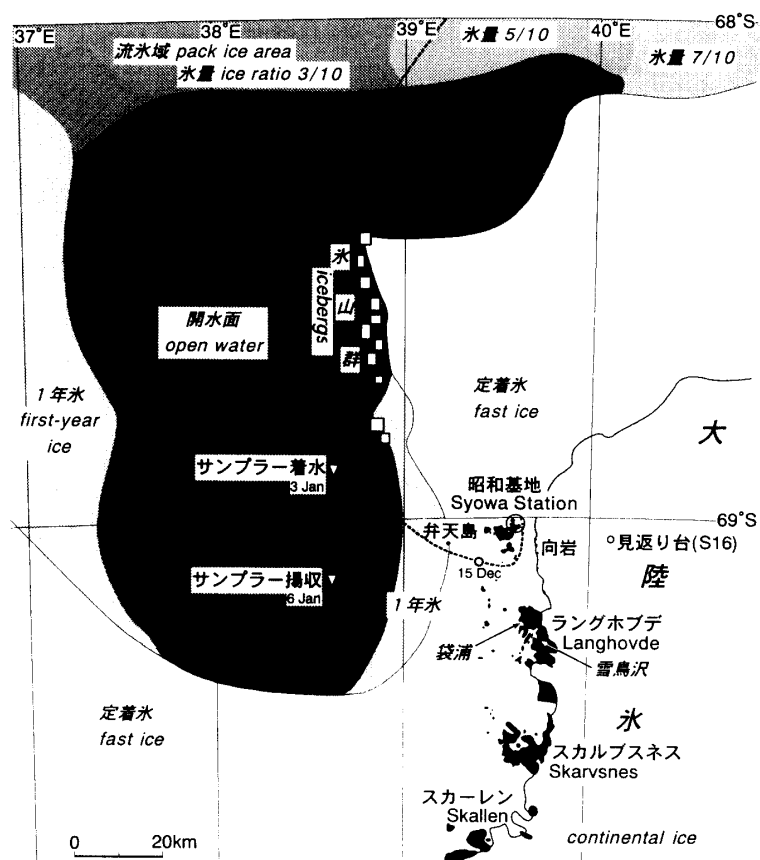 37˚E
38˚E
39˚E
40˚E
68˚S
流氷域 pack ice area
氷量 ice ratio 3/10
氷量 5/10
氷量 7/10
氷
山
群
icebergs
開水面
open water
1年氷
first-year
ice
定着氷
fast ice
大
サンプラー着水
3 Jan
昭和基地
Syowa Station
69˚S
弁天島
向岩
見返り台(S16)
陸
15 Dec
サンプラー揚収
6 Jan
1年氷
ラングホブデ
Langhovde
袋浦
雪鳥沢
定着氷
fast ice
氷
スカルブスネス
Skarvsnes
スカーレン
Skallen
0
20km
continental ice